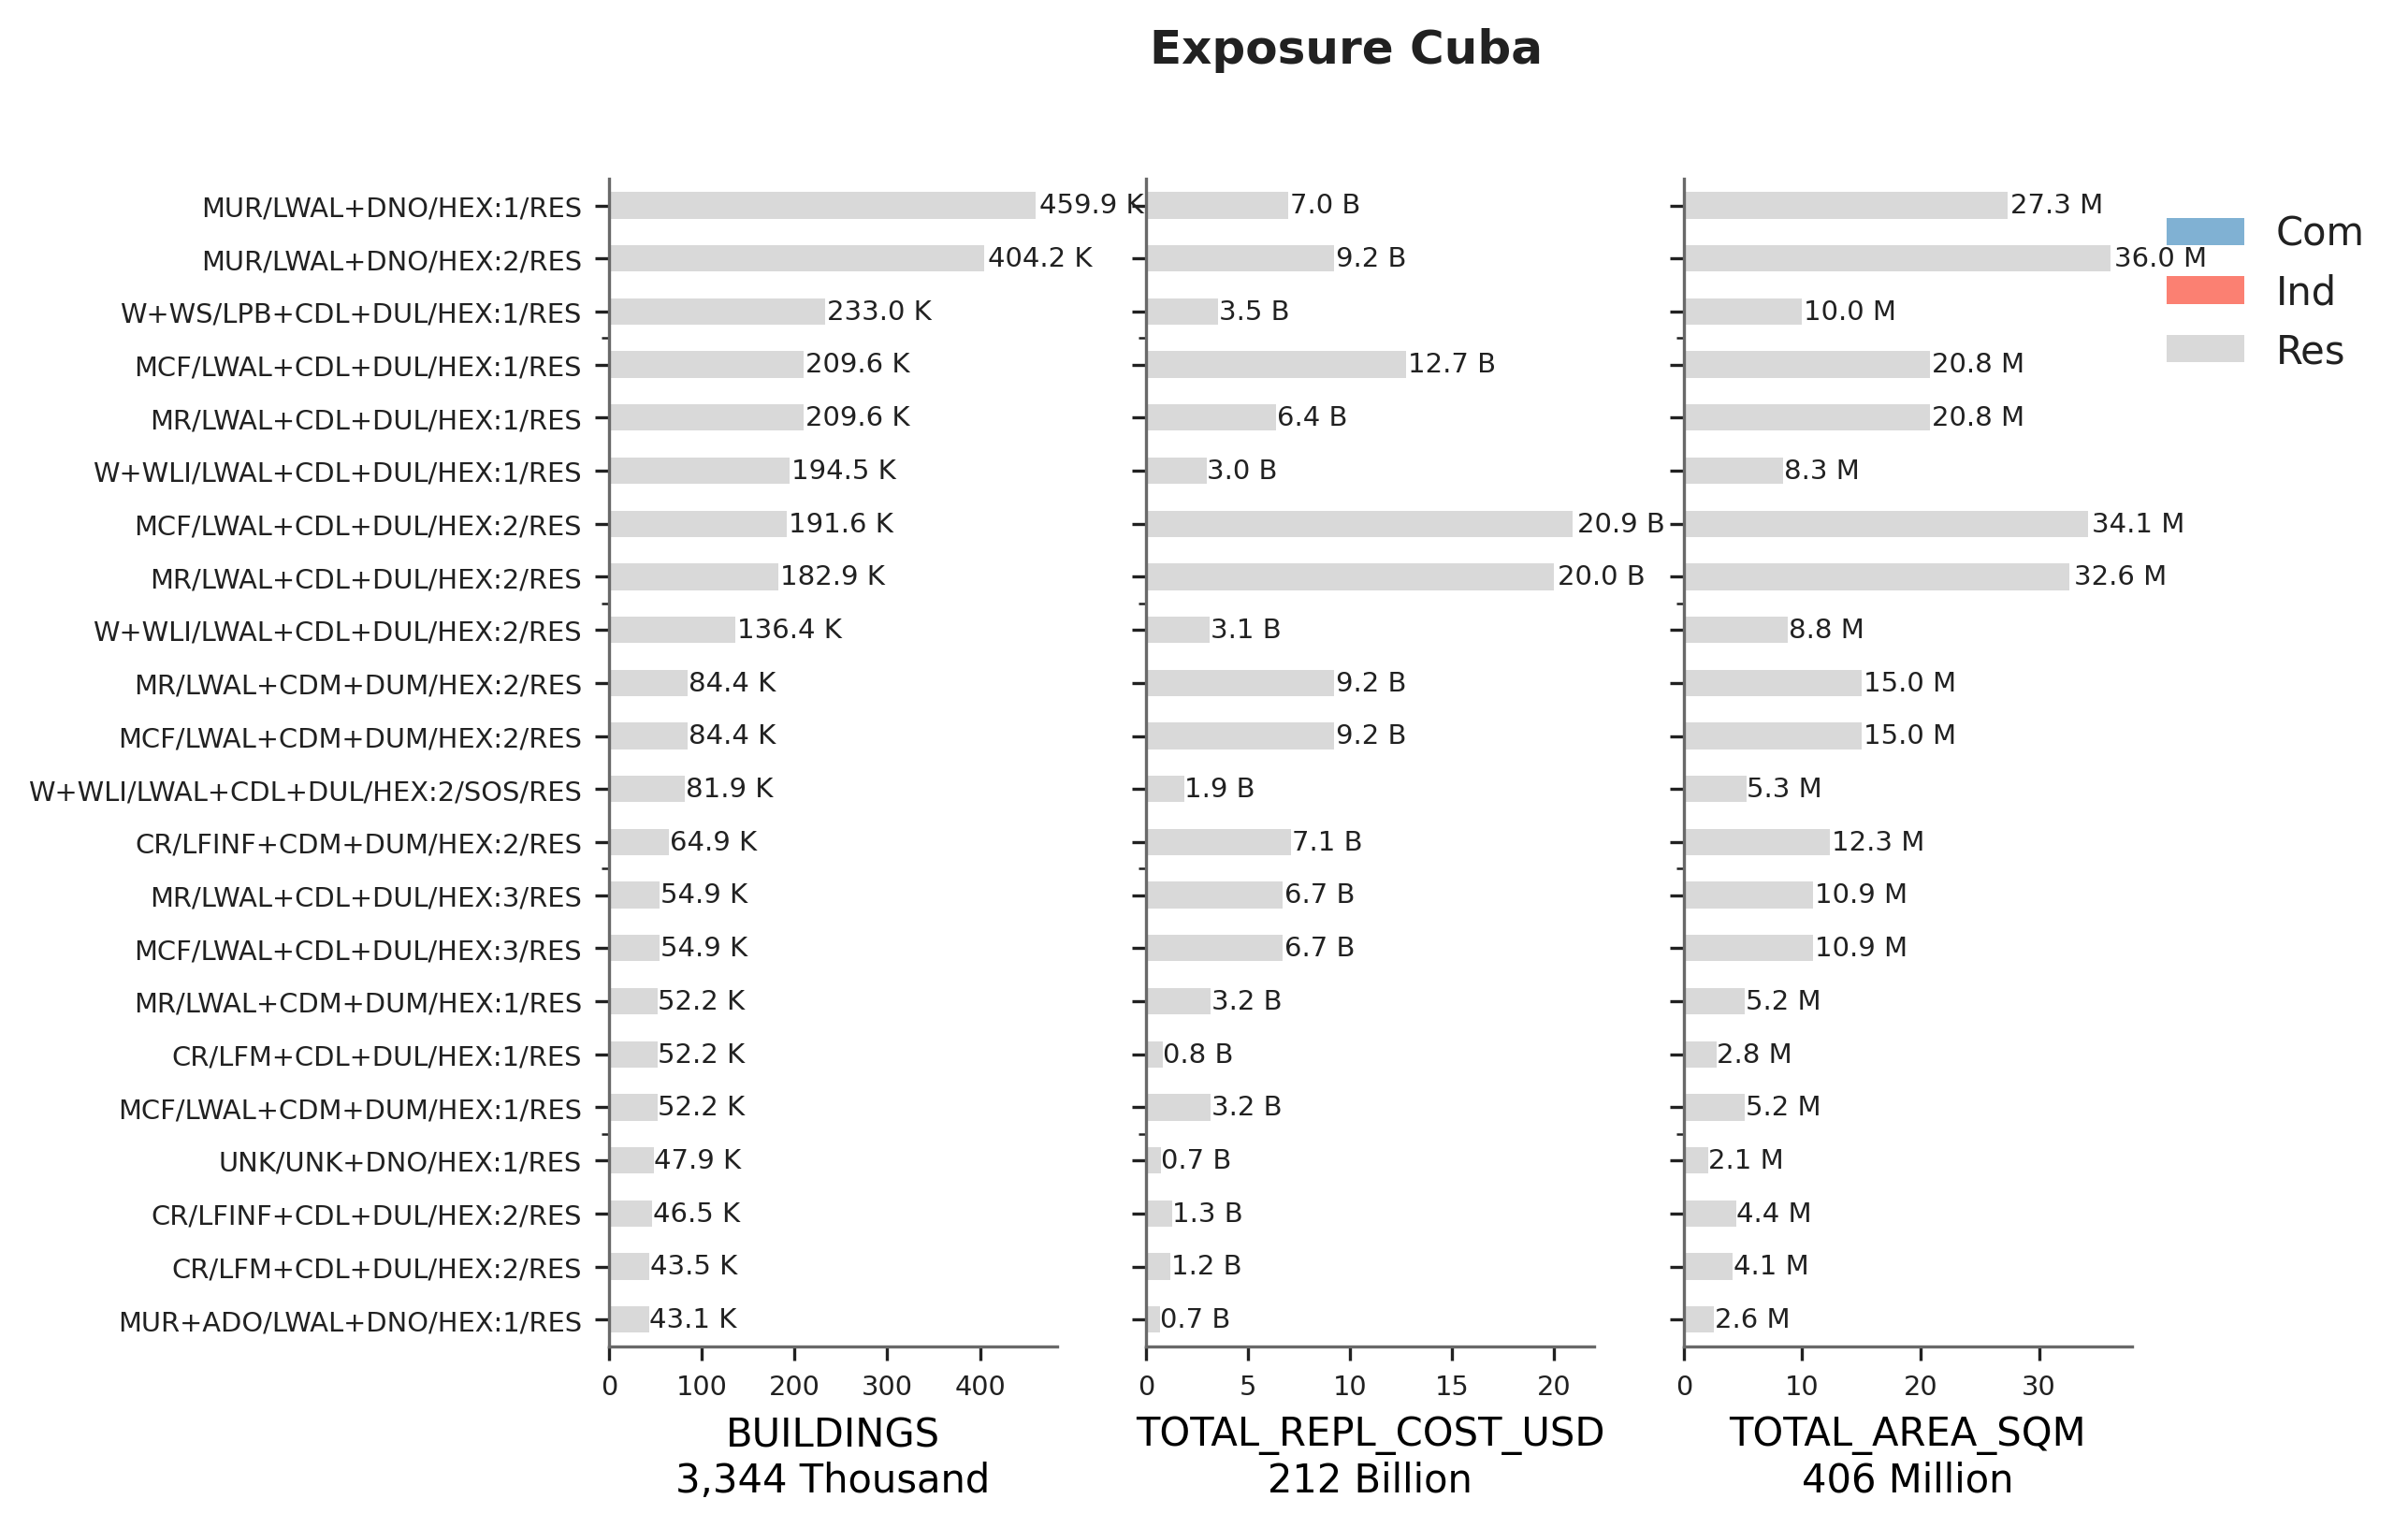 Exposure Cuba
MUR/LWAL+DNO/HEX:1/RES 459.9 K 7.0 B 27.3 M
MUR/LWAL+DNO/HEX:2/RES 404.2 K 9.2 B 36.0 M
W+WS/LPB+CDL+DUL/HEX:1/RES 233.0 K 3.5 B 10.0 M
MCF/LWAL+CDL+DUL/HEX:1/RES 209.6 K 12.7 B 20.8 M
MR/LWAL+CDL+DUL/HEX:1/RES 209.6 K 6.4 B 20.8 M
W+WLI/LWAL+CDL+DUL/HEX:1/RES 194.5 K 3.0 B 8.3 M
MCF/LWAL+CDL+DUL/HEX:2/RES 191.6 K 20.9 B 34.1 M
MR/LWAL+CDL+DUL/HEX:2/RES 182.9 K 20.0 B 32.6 M
W+WLI/LWAL+CDL+DUL/HEX:2/RES 136.4 K 3.1 B 8.8 M
MR/LWAL+CDM+DUM/HEX:2/RES 84.4 K 9.2 B 15.0 M
MCF/LWAL+CDM+DUM/HEX:2/RES 84.4 K 9.2 B 15.0 M
W+WLI/LWAL+CDL+DUL/HEX:2/SOS/RES 81.9 K 1.9 B 5.3 M
CR/LFINF+CDM+DUM/HEX:2/RES 64.9 K 7.1 B 12.3 M
MR/LWAL+CDL+DUL/HEX:3/RES 54.9 K 6.7 B 10.9 M
MCF/LWAL+CDL+DUL/HEX:3/RES 54.9 K 6.7 B 10.9 M
MR/LWAL+CDM+DUM/HEX:1/RES 52.2 K 3.2 B 5.2 M
CR/LFM+CDL+DUL/HEX:1/RES 52.2 K 0.8 B 2.8 M
MCF/LWAL+CDM+DUM/HEX:1/RES 52.2 K 3.2 B 5.2 M
UNK/UNK+DNO/HEX:1/RES 47.9 K 0.7 B 2.1 M
CR/LFINF+CDL+DUL/HEX:2/RES 46.5 K 1.3 B 4.4 M
CR/LFM+CDL+DUL/HEX:2/RES 43.5 K 1.2 B 4.1 M
MUR+ADO/LWAL+DNO/HEX:1/RES 43.1 K 0.7 B 2.6 M
0 100 200 300 400 0 5 10 15 20 0 10 20 30
BUILDINGS
3,344 Thousand
TOTAL_REPL_COST_USD
212 Billion
TOTAL_AREA_SQM
406 Million
Com
Ind
Res